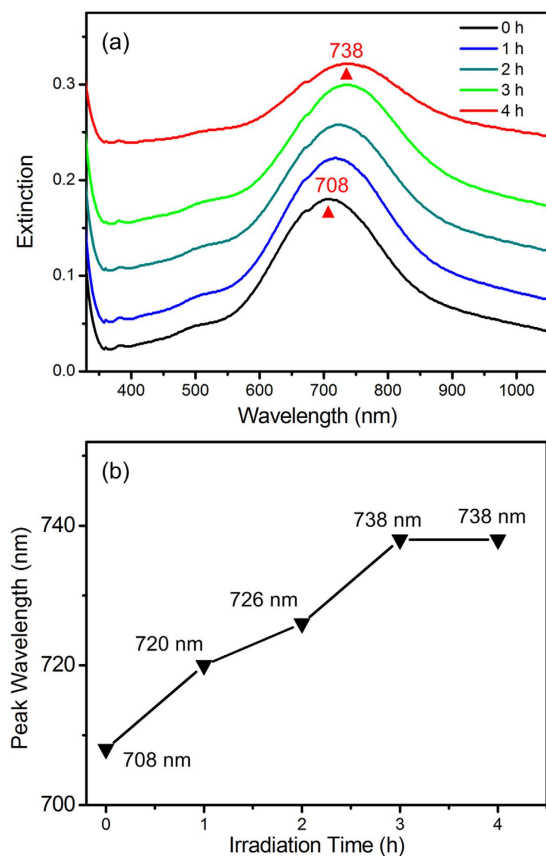 (a)
738
708
0 h
1 h
2 h
3 h
4 h
0.3
0.2
0.1
0.0
Extinction
400 500 600 700 800 900 1000
Wavelength (nm)
(b)
738 nm 738 nm
726 nm
720 nm
708 nm
740
720
700
Peak Wavelength (nm)
0 1 2 3 4
Irradiation Time (h)